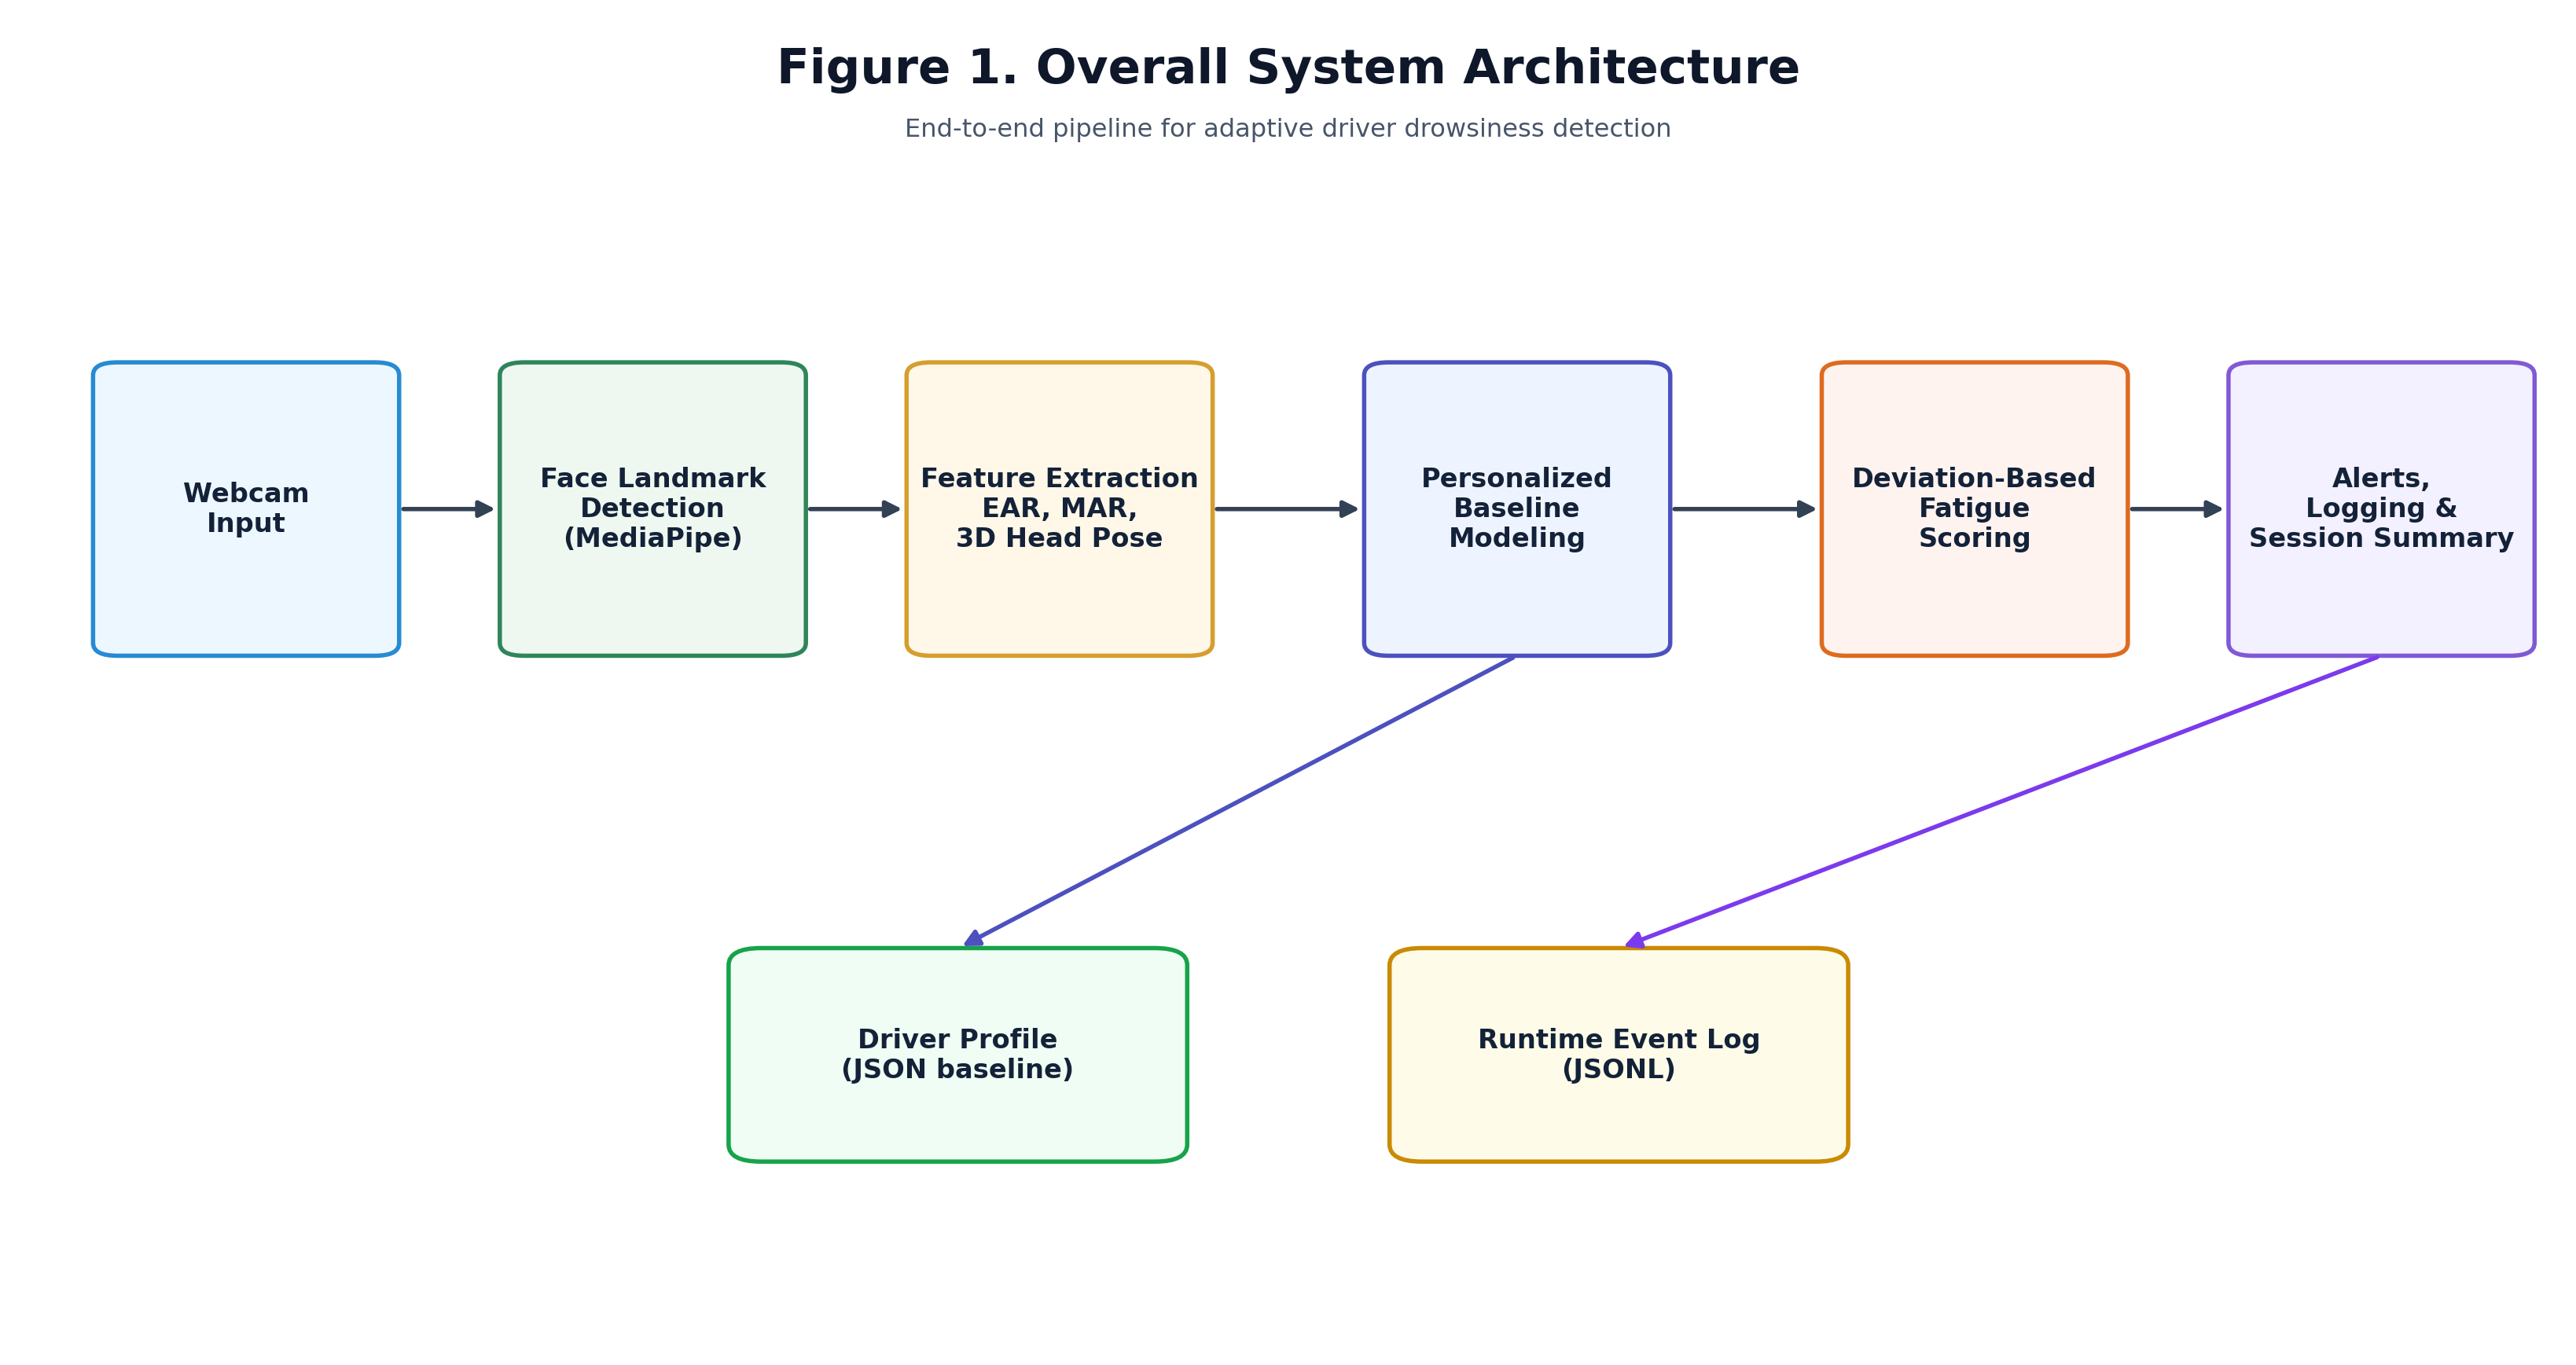 Figure 1. Overall System Architecture
End-to-end pipeline for adaptive driver drowsiness detection
Webcam
Input
Face Landmark
Detection
(MediaPipe)
Feature Extraction
EAR, MAR,
3D Head Pose
Personalized
Baseline
Modeling
Deviation-Based
Fatigue
Scoring
Alerts,
Logging &
Session Summary
Driver Profile
(JSON baseline)
Runtime Event Log
(JSONL)